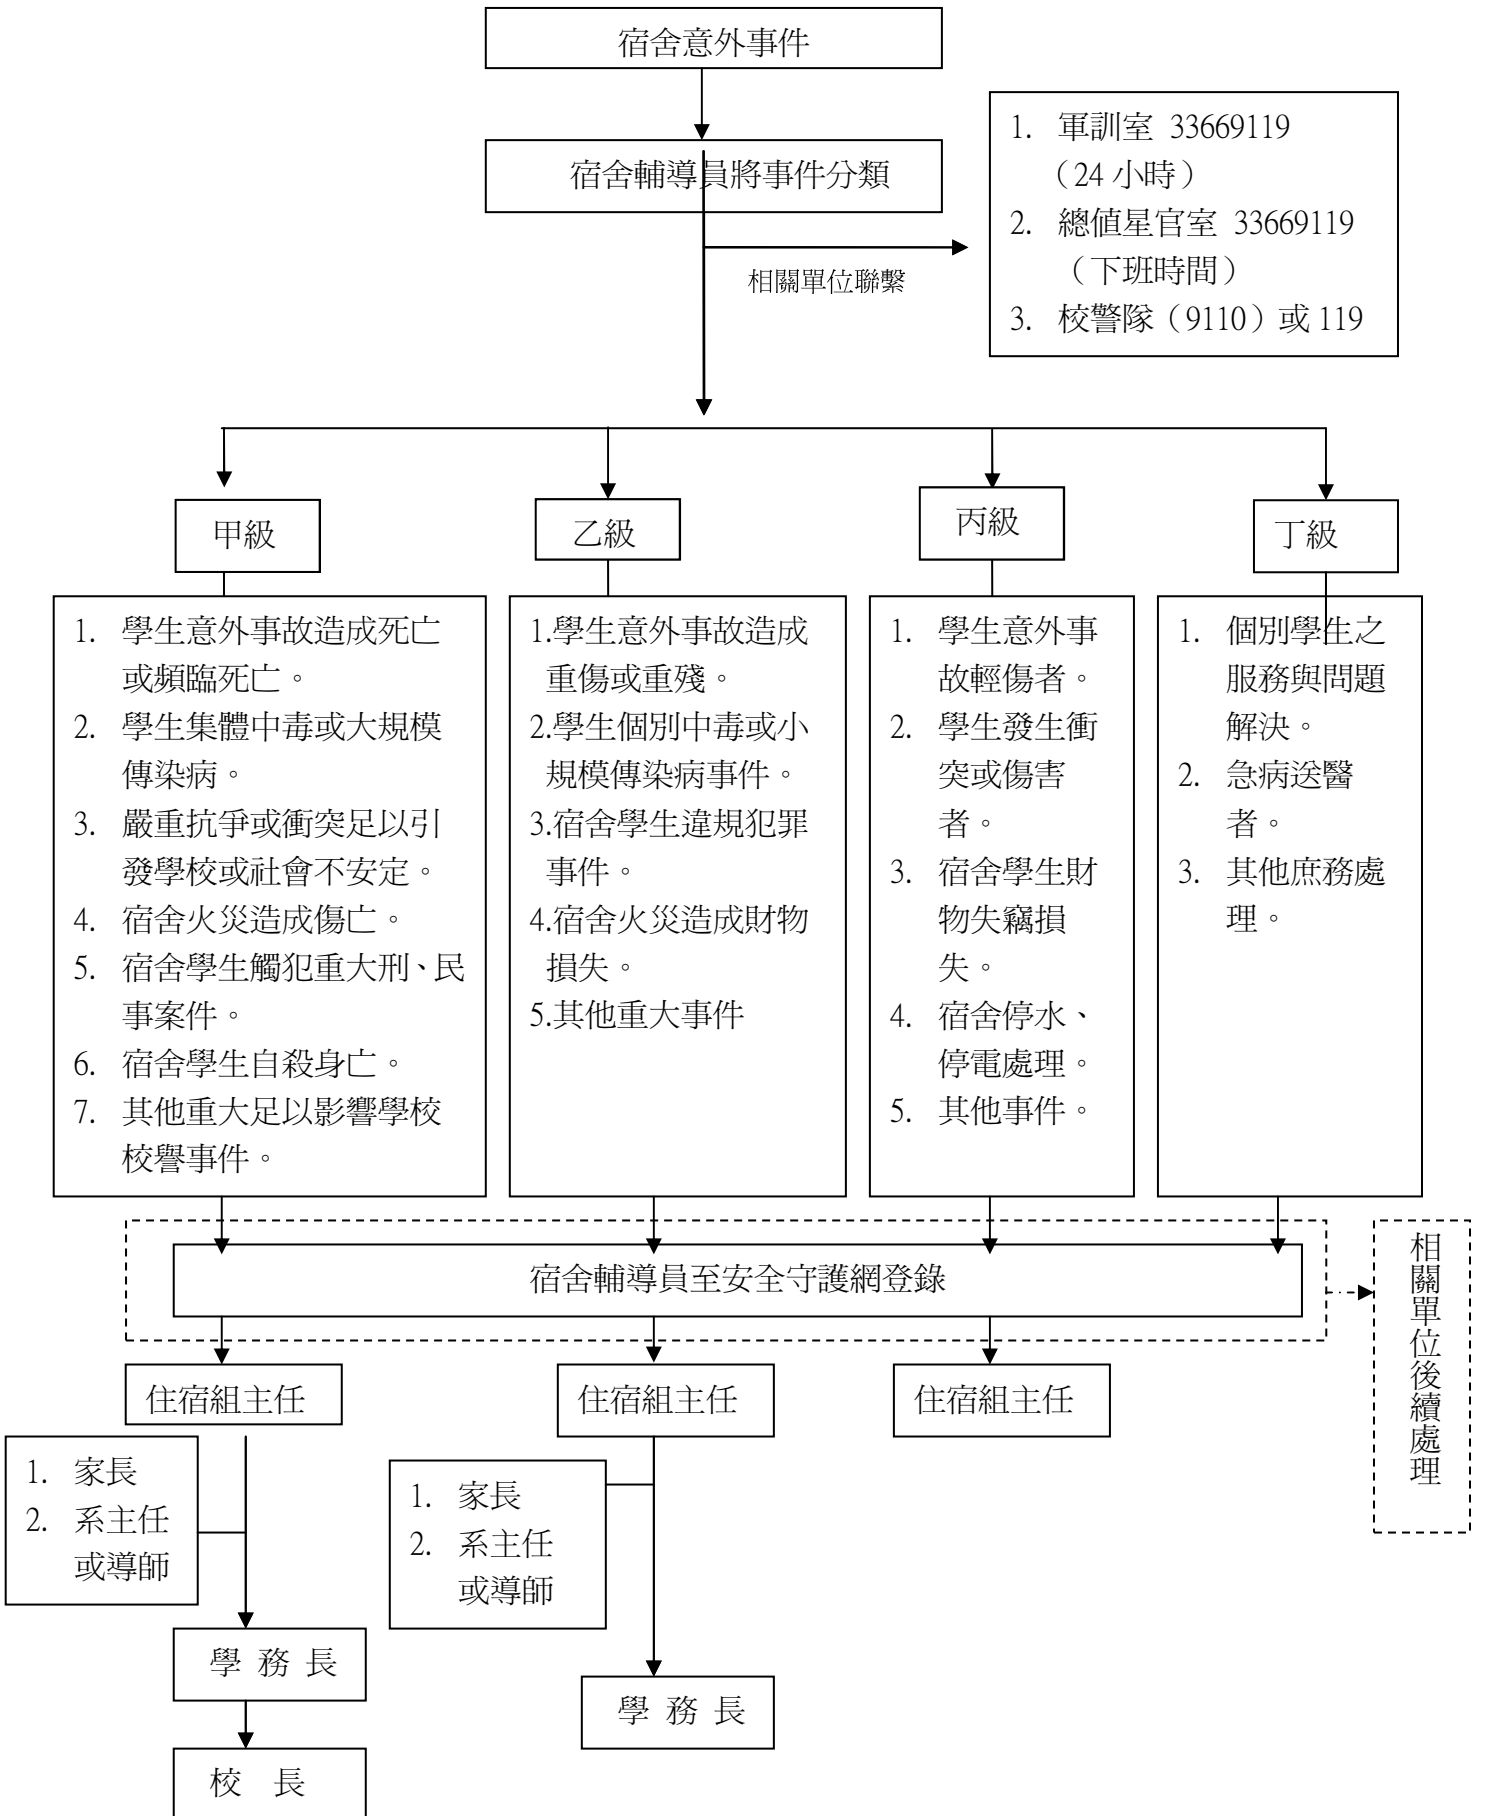 宿舍意外事件
宿舍輔導員將事件分類
相關單位聯繫
1. 軍訓室 33669119
（24 小時）
2. 總值星官室 33669119
（下班時間）
3. 校警隊（9110）或 119
甲級
1. 學生意外事故造成死亡
或頻臨死亡。
2. 學生集體中毒或大規模
傳染病。
3. 嚴重抗爭或衝突足以引
發學校或社會不安定。
4. 宿舍火災造成傷亡。
5. 宿舍學生觸犯重大刑、民
事案件。
6. 宿舍學生自殺身亡。
7. 其他重大足以影響學校
校譽事件。
乙級
1.學生意外事故造成
重傷或重殘。
2.學生個別中毒或小
規模傳染病事件。
3.宿舍學生違規犯罪
事件。
4.宿舍火災造成財物
損失。
5.其他重大事件
丙級
1. 學生意外事
故輕傷者。
2. 學生發生衝
突或傷害
者。
3. 宿舍學生財
物失竊損
失。
4. 宿舍停水、
停電處理。
5. 其他事件。
丁級
1. 個別學生之
服務與問題
解決。
2. 急病送醫
者。
3. 其他庶務處
理。
宿舍輔導員至安全守護網登錄
相關單位後續處理
住宿組主任
住宿組主任
住宿組主任
1. 家長
2. 系主任
或導師
1. 家長
2. 系主任
或導師
學 務 長
學 務 長
校 長